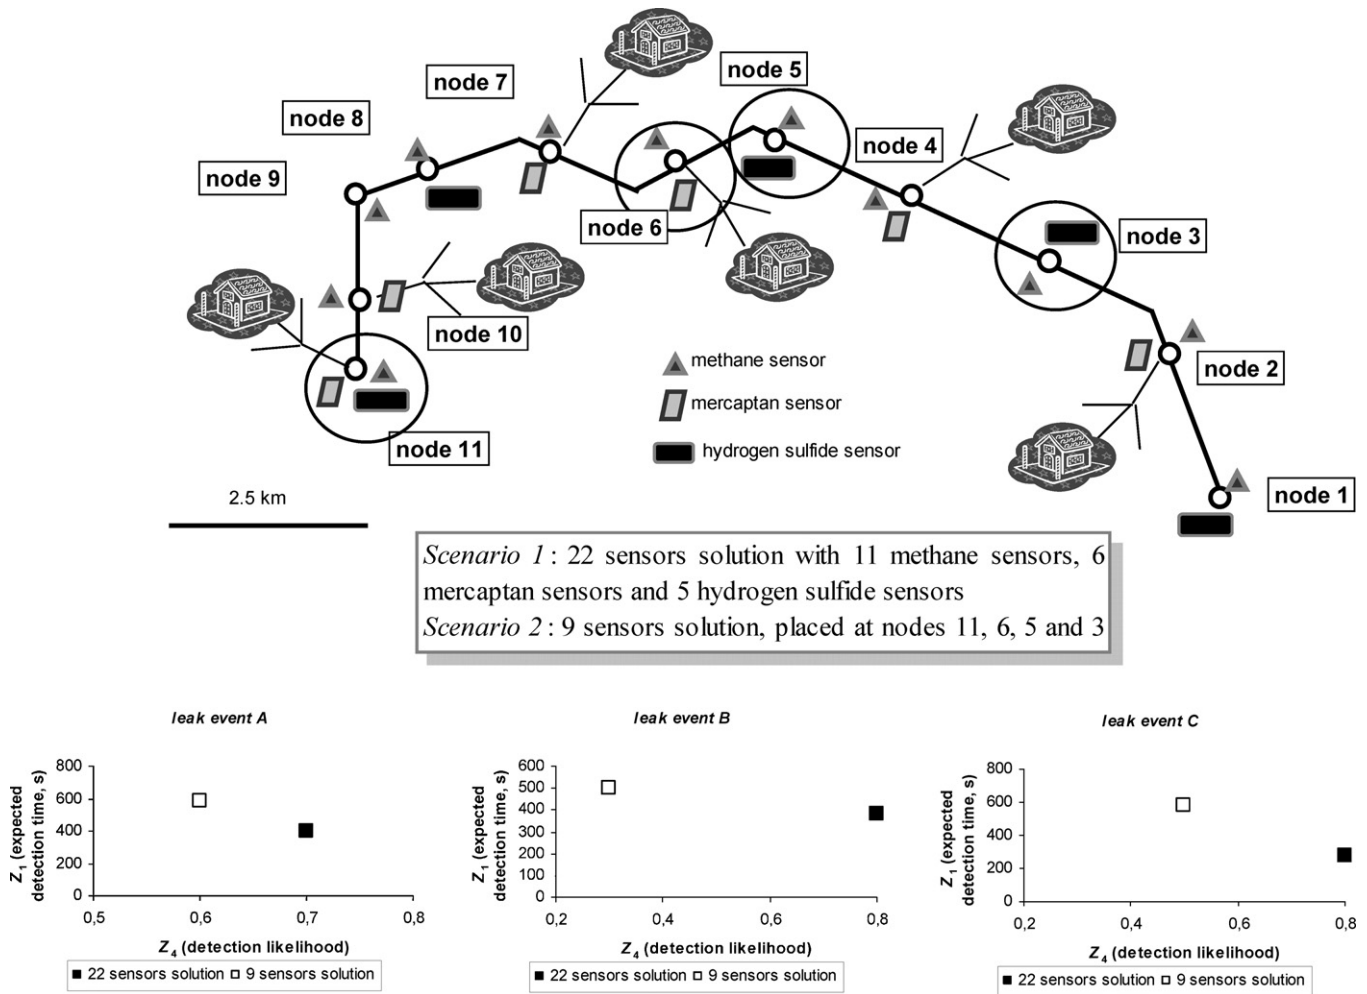 node 7
node 5
node 8
node 4
node 9
node 6
node 3
node 10
node 2
node 11
node 1
methane sensor
mercaptan sensor
hydrogen sulfide sensor
2.5 km
Scenario 1 : 22 sensors solution with 11 methane sensors, 6
mercaptan sensors and 5 hydrogen sulfide sensors
Scenario 2 : 9 sensors solution, placed at nodes 11, 6, 5 and 3
leak event A
Z1 (expected
detection time, s)
800
600
400
200
0
0,5
0,6
0,7
0,8
Z4 (detection likelihood)
22 sensors solution
9 sensors solution
leak event B
Z1 (expected
detection time, s)
600
500
400
300
200
100
0
0,2
0,4
0,6
0,8
Z4 (detection likelihood)
22 sensors solution
9 sensors solution
leak event C
Z1 (expected
detection time, s)
800
600
400
200
0
0,2
0,4
0,6
0,8
Z4 (detection likelihood)
22 sensors solution
9 sensors solution